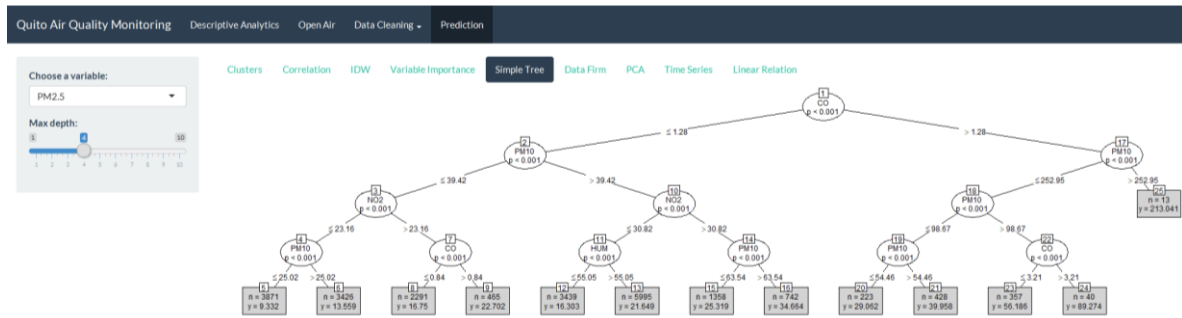 Quito Air Quality Monitoring Descriptive Analytics Open Air Data Cleaning Prediction
Choose a variable:
PM2.5
Max depth:
1 4 10
1 2 3 4 5 6 7 8 9 10
Clusters Correlation IDW Variable Importance Simple Tree Data Firm PCA Time Series Linear Relation
1
CO
p < 0.001
≤ 1.28 > 1.28
2 17
PM10 PM10
p < 0.001 p < 0.001
≤ 39.42 > 39.42 ≤ 252.95 > 252.95
3 10 18 25
NO2 NO2 PM10 n = 13
p < 0.001 p < 0.001 p < 0.001 y = 213.041
≤ 23.16 > 23.16 ≤ 30.82 > 30.82 ≤ 98.67 > 98.67
4 7 11 14 19 22
PM10 CO HUM PM10 PM10 CO
p < 0.001 p < 0.001 p < 0.001 p < 0.001 p < 0.001 p < 0.001
≤ 25.02 > 25.02 ≤ 0.84 > 0.84 ≤ 55.05 > 55.05 ≤ 63.54 > 63.54 ≤ 54.46 > 54.46 ≤ 3.21 > 3.21
5 6 8 9 12 13 15 16 20 21 23 24
n = 3871 n = 3426 n = 2291 n = 465 n = 3439 n = 5995 n = 1358 n = 742 n = 223 n = 428 n = 357 n = 40
y = 9.332 y = 13.559 y = 16.75 y = 22.702 y = 16.303 y = 21.649 y = 25.319 y = 34.664 y = 29.062 y = 39.958 y = 56.186 y = 89.274